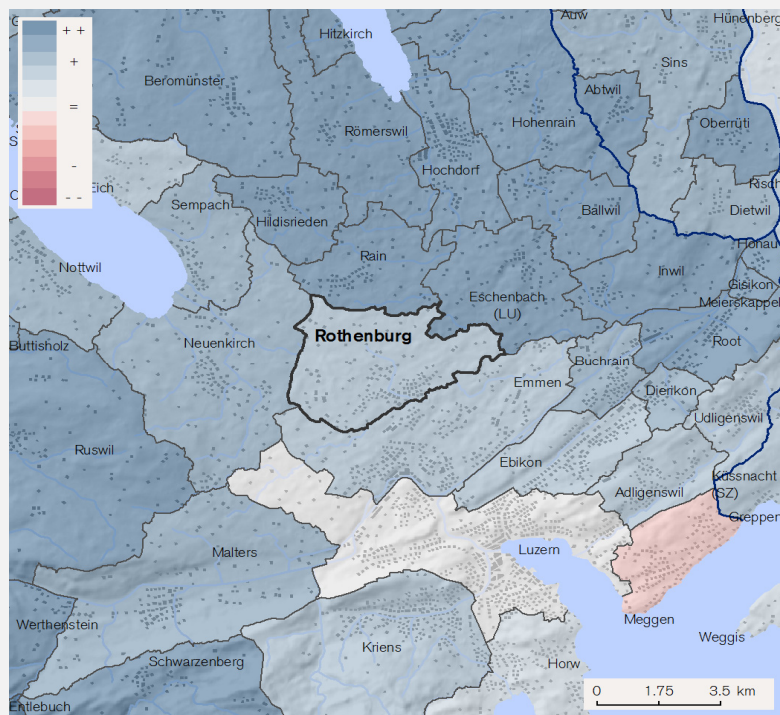 Auw
Hünenberg
Hitzkirch
+ +
Sins
+
Beromünster
Abtwil
=
Hohenrain
Oberrüti
Römerswil
Hochdorf
-
Eich
Risch
- -
Sempach
Ballwil
Dietwil
Hildisrieden
Honau
Rain
Nottwil
Inwil
Gisikon
Eschenbach
(LU)
Meierskappel
Rothenburg
Buttisholz
Neuenkirch
Root
Buchrain
Emmen
Dierikon
Udligenswil
Ruswil
Ebikon
Küssnacht
(SZ)
Adligenswil
Greppen
Malters
Luzern
Meggen
Werthenstein
Weggis
Kriens
Schwarzenberg
Horw
0 1.75 3.5 km
Entlebuch